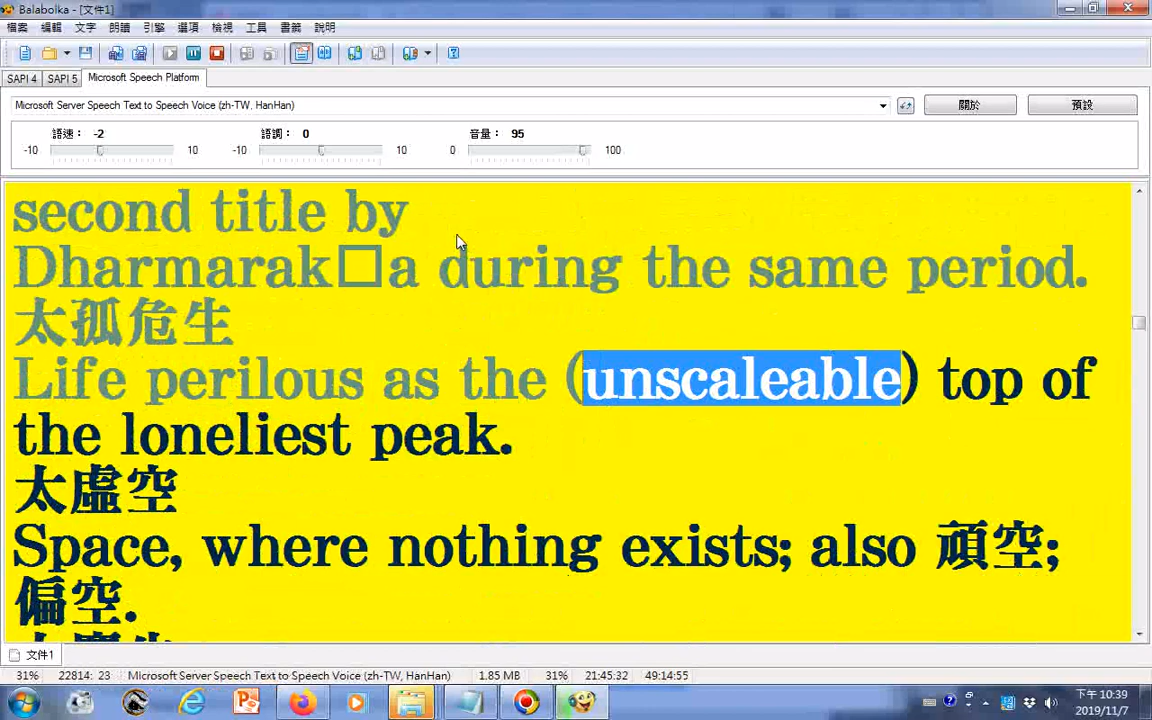 Balabolka - [文件1]
檔案 編輯 文字 朗讀 引擎 選項 檢視 工具 書籤 說明
SAPI 4 SAPI 5 Microsoft Speech Platform
Microsoft Server Speech Text to Speech Voice (zh-TW, HanHan) 關於 預設
語速： -2 語調： 0 音量： 95
-10 10 -10 10 0 100
second title by
Dharmarak□a during the same period.
太孤危生
Life perilous as the (unscaleable) top of
the loneliest peak.
太虛空
Space, where nothing exists; also 頑空;
偏空.
文件1
31% 22814: 23 Microsoft Server Speech Text to Speech Voice (zh-TW, HanHan) 1.85 MB 31% 21:45:32 49:14:55
下午 10:39
2019/11/7